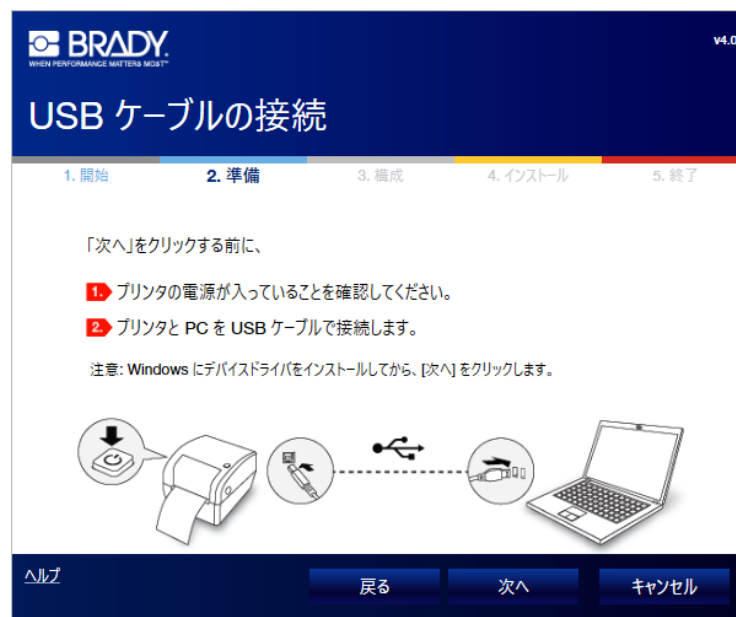 BRADY.
WHEN PERFORMANCE MATTERS MOST™
v4.0
USB ケーブルの接続
1. 開始
2. 準備
3. 構成
4. インストール
5. 終了
「次へ」をクリックする前に、
1. プリンタの電源が入っていることを確認してください。
2. プリンタと PC を USB ケーブルで接続します。
注意: Windows にデバイスドライバをインストールしてから、[次へ] をクリックします。
ヘルプ
戻る
次へ
キャンセル